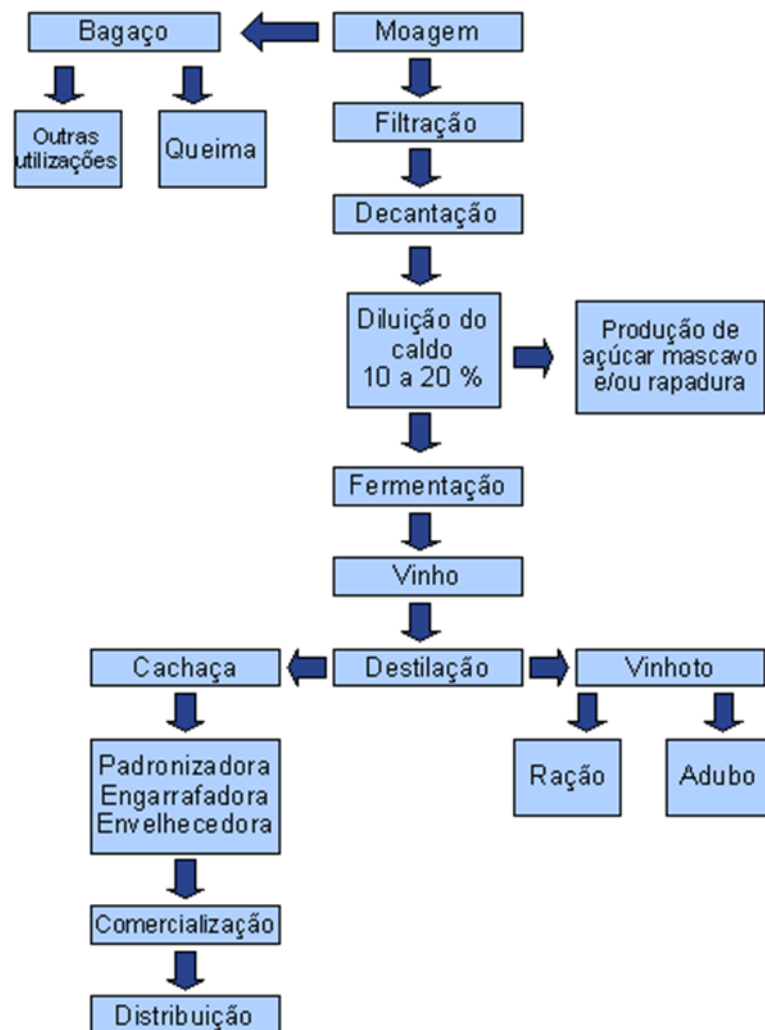 Bagaço
Moagem
Outras
utilizações
Queima
Filtração
Decantação
Diluição do
caldo
10 a 20 %
Produção de
açúcar mascavo
e/ou rapadura
Fermentação
Vinho
Cachaça
Destilação
Vinhoto
Padronizadora
Engarrafadora
Envelhecedora
Ração
Adubo
Comercialização
Distribuição